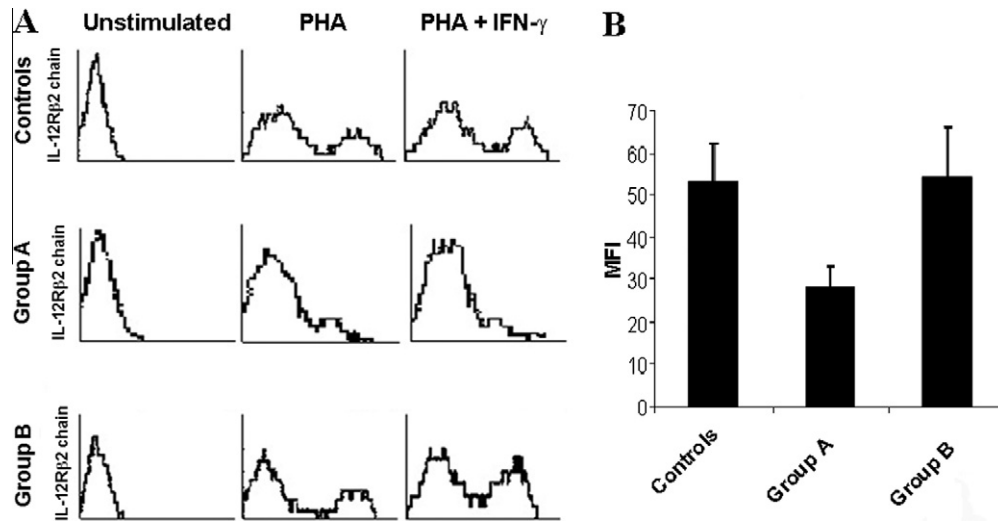 A
Unstimulated
PHA
PHA + IFN-γ
Controls
IL-12Rβ2 chain
Group A
IL-12Rβ2 chain
Group B
IL-12Rβ2 chain
B
MFI
70
60
50
40
30
20
10
0
Controls
Group A
Group B